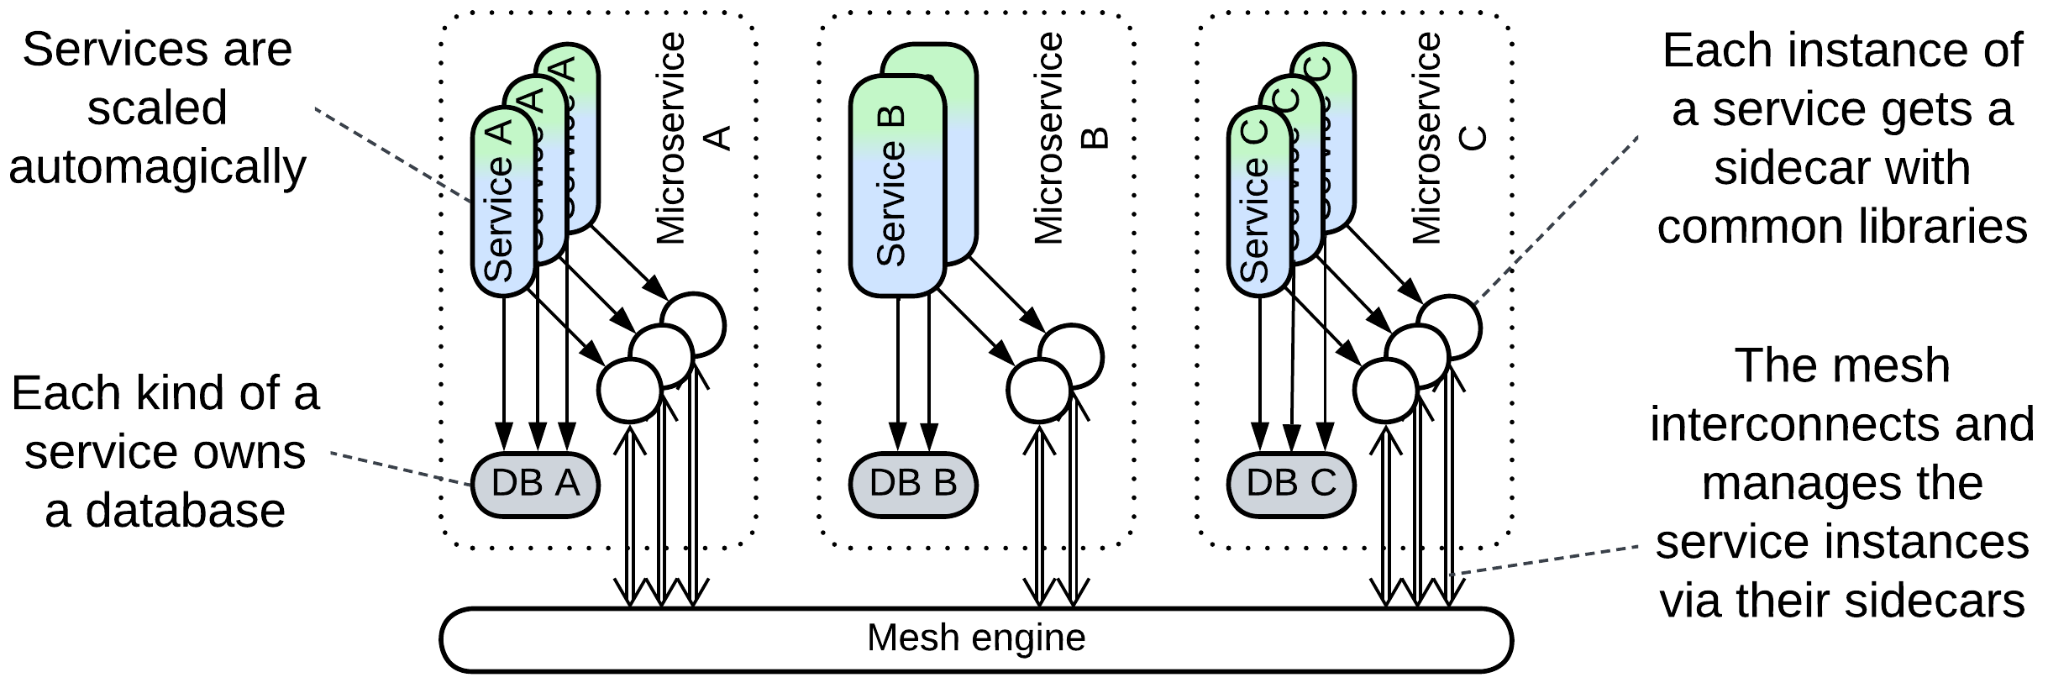 Services are
scaled
automagically
Each kind of a
service owns
a database
Service A
Service A
Service A
Microservice
A
DB A
Service B
Microservice
B
DB B
Service C
Service C
Service C
Microservice
C
DB C
Each instance of
a service gets a
sidecar with
common libraries
The mesh
interconnects and
manages the
service instances
via their sidecars
Mesh engine